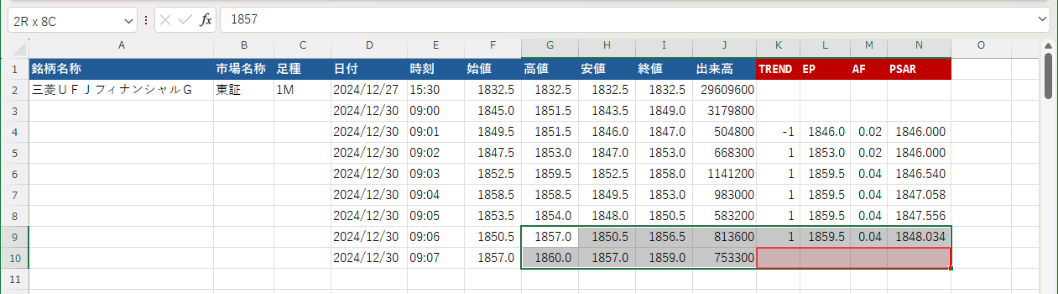 2R x 8C fx 1857
A B C D E F G H I J K L M N O
1 銘柄名称 市場名称 足種 日付 時刻 始値 高値 安値 終値 出来高 TREND EP AF PSAR
2 三菱ＵＦＪフィナンシャルＧ 東証 1M 2024/12/27 15:30 1832.5 1832.5 1832.5 1832.5 29609600
3 2024/12/30 09:00 1845.0 1851.5 1843.5 1849.0 3179800
4 2024/12/30 09:01 1849.5 1851.5 1846.0 1847.0 504800 -1 1846.0 0.02 1846.000
5 2024/12/30 09:02 1847.5 1853.0 1847.0 1853.0 668300 1 1853.0 0.02 1846.000
6 2024/12/30 09:03 1852.5 1859.5 1852.5 1858.0 1141200 1 1859.5 0.04 1846.540
7 2024/12/30 09:04 1858.5 1858.5 1849.5 1853.0 983000 1 1859.5 0.04 1847.058
8 2024/12/30 09:05 1853.5 1854.0 1848.0 1850.5 583200 1 1859.5 0.04 1847.556
9 2024/12/30 09:06 1850.5 1857.0 1850.5 1856.5 813600 1 1859.5 0.04 1848.034
10 2024/12/30 09:07 1857.0 1860.0 1857.0 1859.0 753300
11